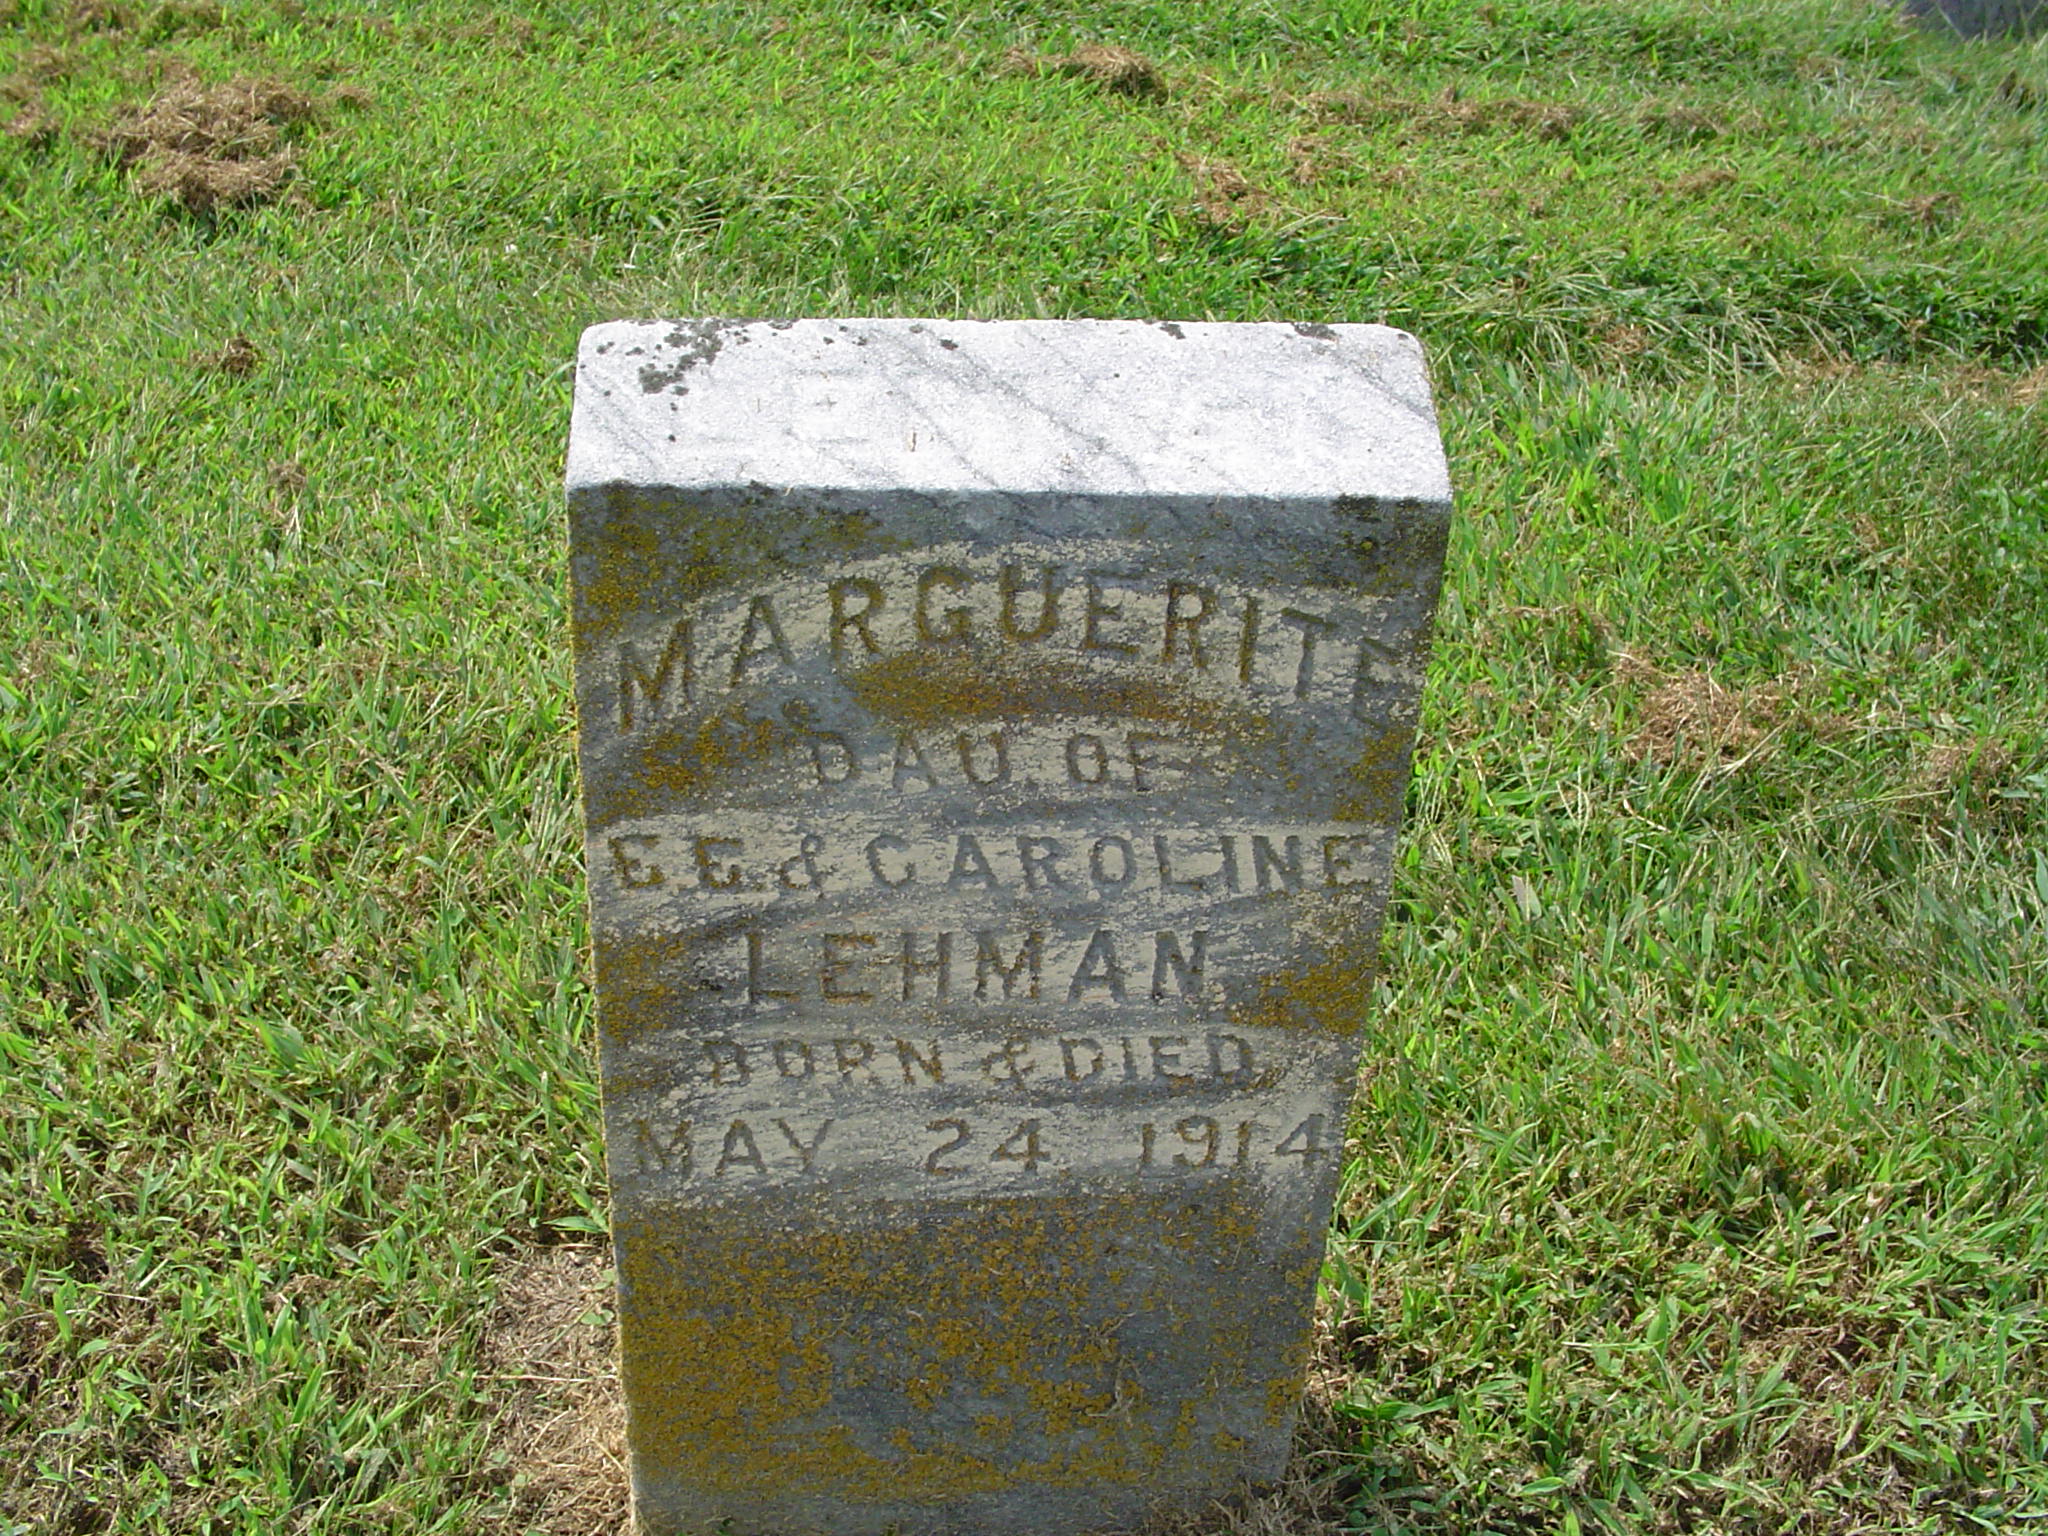 MARGUERITE
DAU. OF
E.E. & CAROLINE
LEHMAN
BORN & DIED
MAY 24 1914